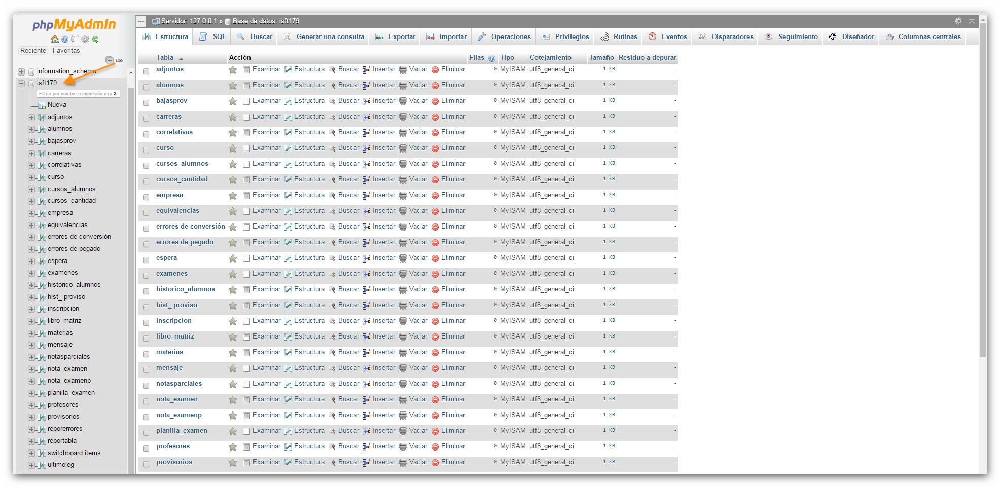 phpMyAdmin
Reciente Favoritas
information_schema
isft179
Filtrar por nombre o expresión regu X
Nueva
adjuntos
alumnos
bajasprov
carreras
correlativas
curso
cursos_alumnos
cursos_cantidad
empresa
equivalencias
errores de conversión
errores de pegado
espera
examenes
historico_alumnos
hist_ proviso
inscripcion
libro_matriz
materias
mensaje
notasparciales
nota_examen
nota_examenp
planilla_examen
profesores
provisorios
reporerrores
reportabla
switchboard items
ultimoleg
Servidor: 127.0.0.1 » Base de datos: isft179
Estructura SQL Buscar Generar una consulta Exportar Importar Operaciones Privilegios Rutinas Eventos Disparadores Seguimiento Diseñador Columnas centrales
Tabla Acción Filas Tipo Cotejamiento Tamaño Residuo a depurar
adjuntos Examinar Estructura Buscar Insertar Vaciar Eliminar 0 MyISAM utf8_general_ci 1 KB -
alumnos Examinar Estructura Buscar Insertar Vaciar Eliminar 0 MyISAM utf8_general_ci 1 KB -
bajasprov Examinar Estructura Buscar Insertar Vaciar Eliminar 0 MyISAM utf8_general_ci 1 KB -
carreras Examinar Estructura Buscar Insertar Vaciar Eliminar 0 MyISAM utf8_general_ci 1 KB -
correlativas Examinar Estructura Buscar Insertar Vaciar Eliminar 0 MyISAM utf8_general_ci 1 KB -
curso Examinar Estructura Buscar Insertar Vaciar Eliminar 0 MyISAM utf8_general_ci 1 KB -
cursos_alumnos Examinar Estructura Buscar Insertar Vaciar Eliminar 0 MyISAM utf8_general_ci 1 KB -
cursos_cantidad Examinar Estructura Buscar Insertar Vaciar Eliminar 0 MyISAM utf8_general_ci 1 KB -
empresa Examinar Estructura Buscar Insertar Vaciar Eliminar 0 MyISAM utf8_general_ci 1 KB -
equivalencias Examinar Estructura Buscar Insertar Vaciar Eliminar 0 MyISAM utf8_general_ci 1 KB -
errores de conversión Examinar Estructura Buscar Insertar Vaciar Eliminar 0 MyISAM utf8_general_ci 1 KB -
errores de pegado Examinar Estructura Buscar Insertar Vaciar Eliminar 0 MyISAM utf8_general_ci 1 KB -
espera Examinar Estructura Buscar Insertar Vaciar Eliminar 0 MyISAM utf8_general_ci 1 KB -
examenes Examinar Estructura Buscar Insertar Vaciar Eliminar 0 MyISAM utf8_general_ci 1 KB -
historico_alumnos Examinar Estructura Buscar Insertar Vaciar Eliminar 0 MyISAM utf8_general_ci 1 KB -
hist_ proviso Examinar Estructura Buscar Insertar Vaciar Eliminar 0 MyISAM utf8_general_ci 1 KB -
inscripcion Examinar Estructura Buscar Insertar Vaciar Eliminar 0 MyISAM utf8_general_ci 1 KB -
libro_matriz Examinar Estructura Buscar Insertar Vaciar Eliminar 0 MyISAM utf8_general_ci 1 KB -
materias Examinar Estructura Buscar Insertar Vaciar Eliminar 0 MyISAM utf8_general_ci 1 KB -
mensaje Examinar Estructura Buscar Insertar Vaciar Eliminar 0 MyISAM utf8_general_ci 1 KB -
notasparciales Examinar Estructura Buscar Insertar Vaciar Eliminar 0 MyISAM utf8_general_ci 1 KB -
nota_examen Examinar Estructura Buscar Insertar Vaciar Eliminar 0 MyISAM utf8_general_ci 1 KB -
nota_examenp Examinar Estructura Buscar Insertar Vaciar Eliminar 0 MyISAM utf8_general_ci 1 KB -
planilla_examen Examinar Estructura Buscar Insertar Vaciar Eliminar 0 MyISAM utf8_general_ci 1 KB -
profesores Examinar Estructura Buscar Insertar Vaciar Eliminar 0 MyISAM utf8_general_ci 1 KB -
provisorios Examinar Estructura Buscar Insertar Vaciar Eliminar 0 MyISAM utf8_general_ci 1 KB -